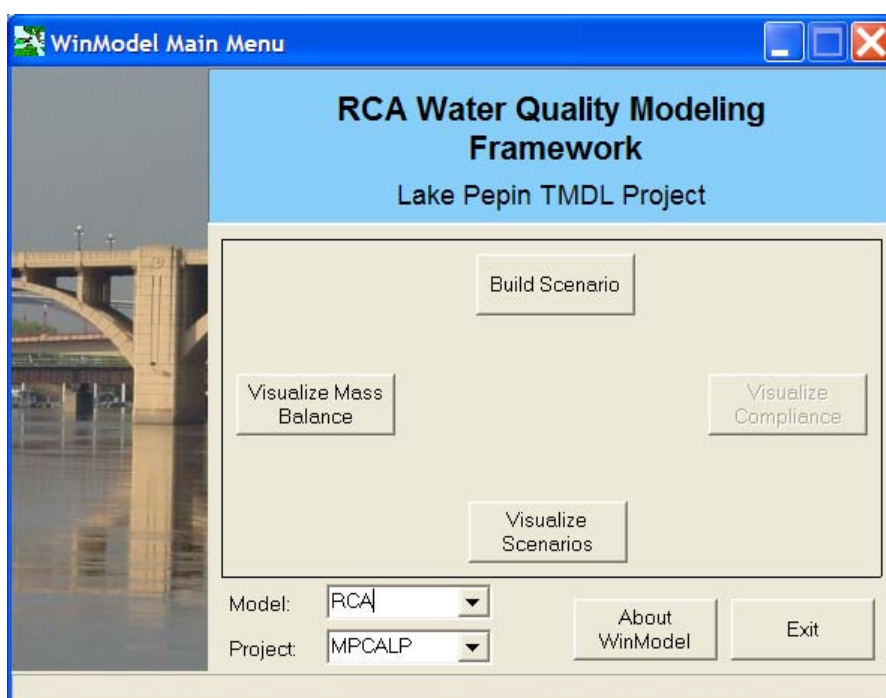 WinModel Main Menu
RCA Water Quality Modeling
Framework
Lake Pepin TMDL Project
Build Scenario
Visualize Mass
Balance
Visualize
Compliance
Visualize
Scenarios
Model:
RCA
Project:
MPCALP
About
WinModel
Exit